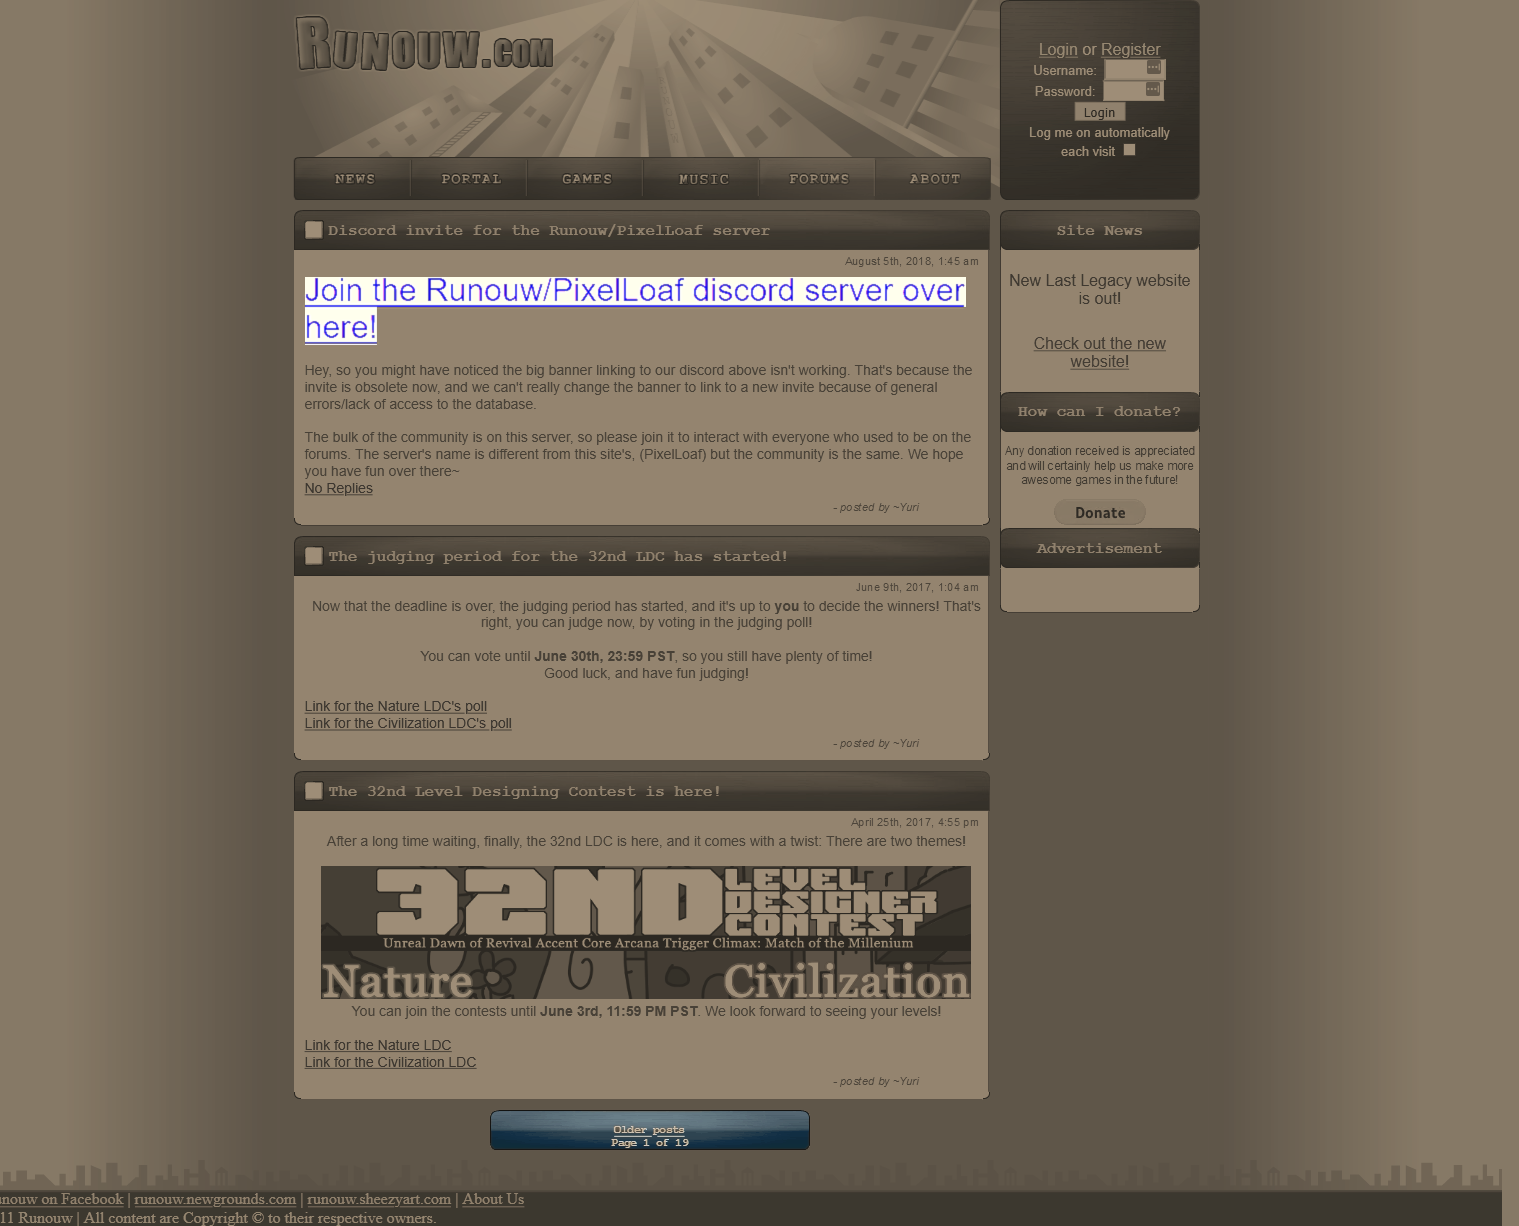 RUNOUW.COM
Login or Register
Username:
Password:
Login
Log me on automatically
each visit
NEWS PORTAL GAMES MUSIC FORUMS ABOUT
Discord invite for the Runouw/PixelLoaf server
August 5th, 2018, 1:45 am
Join the Runouw/PixelLoaf discord server over
here!
Hey, so you might have noticed the big banner linking to our discord above isn't working. That's because the
invite is obsolete now, and we can't really change the banner to link to a new invite because of general
errors/lack of access to the database.
The bulk of the community is on this server, so please join it to interact with everyone who used to be on the
forums. The server's name is different from this site's, (PixelLoaf) but the community is the same. We hope
you have fun over there~
No Replies
- posted by ~Yuri
The judging period for the 32nd LDC has started!
June 9th, 2017, 1:04 am
Now that the deadline is over, the judging period has started, and it's up to you to decide the winners! That's
right, you can judge now, by voting in the judging poll!
You can vote until June 30th, 23:59 PST, so you still have plenty of time!
Good luck, and have fun judging!
Link for the Nature LDC's poll
Link for the Civilization LDC's poll
- posted by ~Yuri
The 32nd Level Designing Contest is here!
April 25th, 2017, 4:55 pm
After a long time waiting, finally, the 32nd LDC is here, and it comes with a twist: There are two themes!
32ND LEVEL
DESIGNER
CONTEST
Unreal Dawn of Revival Accent Core Arcana Trigger Climax: Match of the Millenium
Nature Civilization
You can join the contests until June 3rd, 11:59 PM PST. We look forward to seeing your levels!
Link for the Nature LDC
Link for the Civilization LDC
- posted by ~Yuri
Older posts
Page 1 of 19
Site News
New Last Legacy website
is out!
Check out the new
website!
How can I donate?
Any donation received is appreciated
and will certainly help us make more
awesome games in the future!
Donate
Advertisement
nouw on Facebook | runouw.newgrounds.com | runouw.sheezyart.com | About Us
11 Runouw | All content are Copyright © to their respective owners.